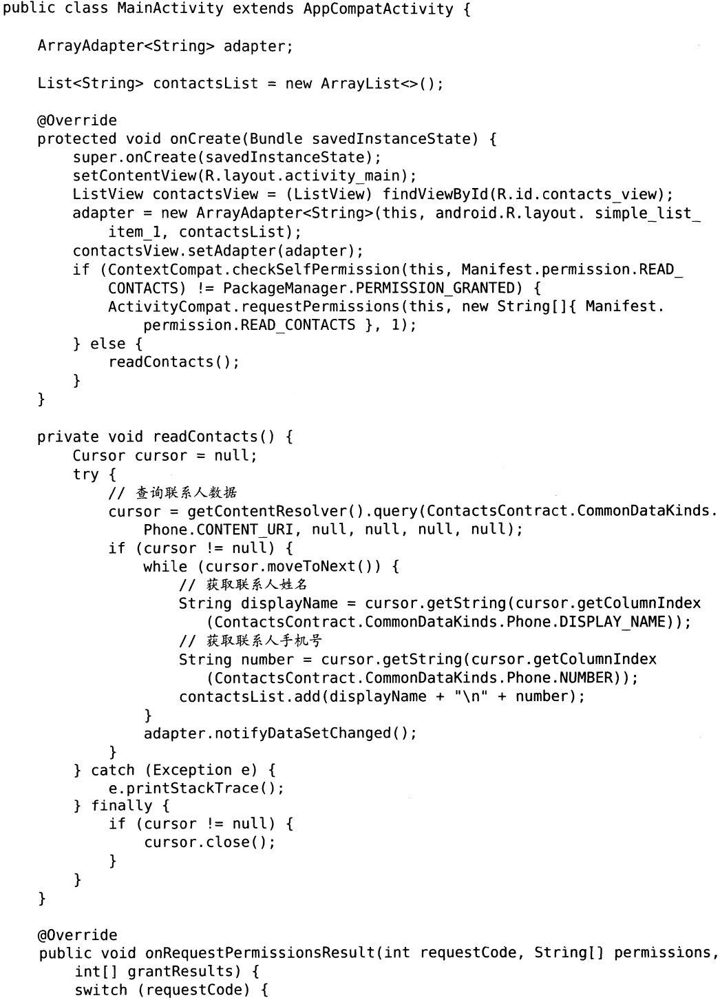 public class MainActivity extends AppCompatActivity {
ArrayAdapter<String> adapter;
List<String> contactsList = new ArrayList<>();
@Override
protected void onCreate(Bundle savedInstanceState) {
super.onCreate(savedInstanceState);
setContentView(R.layout.activity_main);
ListView contactsView = (ListView) findViewById(R.id.contacts_view);
adapter = new ArrayAdapter<String>(this, android.R.layout. simple_list_
item_1, contactsList);
contactsView.setAdapter(adapter);
if (ContextCompat.checkSelfPermission(this, Manifest.permission.READ_
CONTACTS) != PackageManager.PERMISSION_GRANTED) {
ActivityCompat.requestPermissions(this, new String[]{ Manifest.
permission.READ_CONTACTS }, 1);
} else {
readContacts();
}
}
private void readContacts() {
Cursor cursor = null;
try {
// 查询联系人数据
cursor = getContentResolver().query(ContactsContract.CommonDataKinds.
Phone.CONTENT_URI, null, null, null, null);
if (cursor != null) {
while (cursor.moveToNext()) {
// 获取联系人姓名
String displayName = cursor.getString(cursor.getColumnIndex
(ContactsContract.CommonDataKinds.Phone.DISPLAY_NAME));
// 获取联系人手机号
String number = cursor.getString(cursor.getColumnIndex
(ContactsContract.CommonDataKinds.Phone.NUMBER));
contactsList.add(displayName + "\n" + number);
}
adapter.notifyDataSetChanged();
}
} catch (Exception e) {
e.printStackTrace();
} finally {
if (cursor != null) {
cursor.close();
}
}
}
@Override
public void onRequestPermissionsResult(int requestCode, String[] permissions,
int[] grantResults) {
switch (requestCode) {